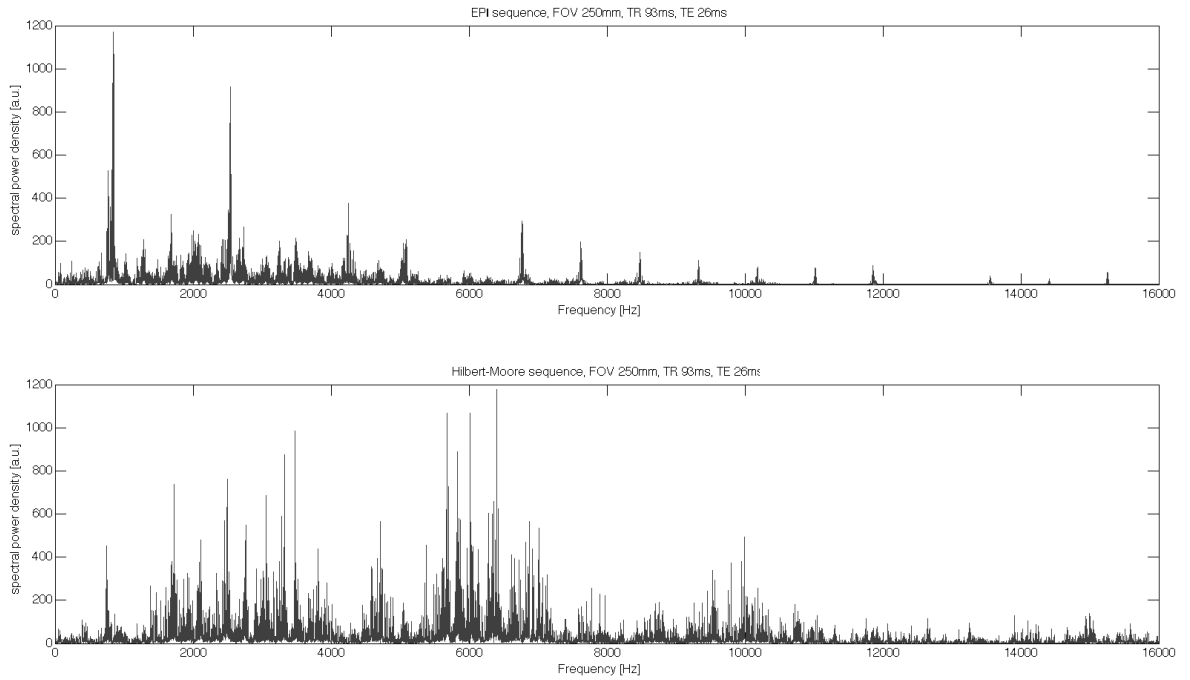 EPI sequence, FOV 250mm, TR 93ms, TE 26ms
1200
1000
800
600
400
200
0
spectral power density [a.u.]
0 2000 4000 6000 8000 10000 12000 14000 16000
Frequency [Hz]
Hilbert-Moore sequence, FOV 250mm, TR 93ms, TE 26ms
1200
1000
800
600
400
200
0
spectral power density [a.u.]
0 2000 4000 6000 8000 10000 12000 14000 16000
Frequency [Hz]